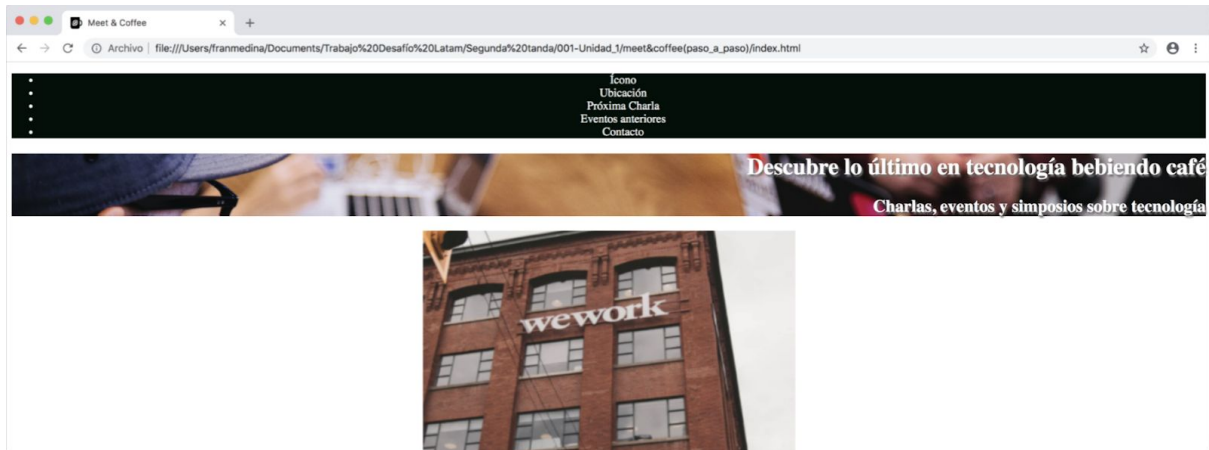 Meet & Coffee
Archivo file:///Users/franmedina/Documents/Trabajo%20Desafío%20Latam/Segunda%20tanda/001-Unidad_1/meet&coffee(paso_a_paso)/index.html
Ícono
Ubicación
Próxima Charla
Eventos anteriores
Contacto
Descubre lo último en tecnología bebiendo café
Charlas, eventos y simposios sobre tecnología
wework